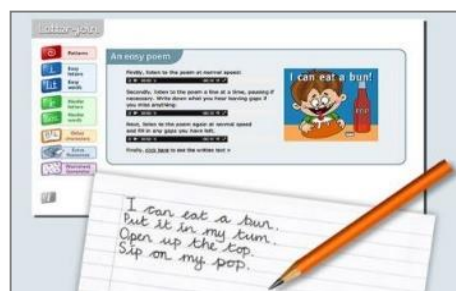 Letter-join
An easy poem
Patterns
Easy
letters
Easy
words
Harder
letters
Harder
words
Other
characters
Extra
Resources
Worksheet
Generator
Firstly, listen to the poem at normal speed:
Secondly, listen to the poem a line at a time, pausing if
necessary. Write down what you hear leaving gaps if
you miss anything:
Next, listen to the poem again at normal speed
and fill in any gaps you have left.
Finally, click here to see the written text >
I can eat a bun!
POP
I can eat a bun.
Put it in my tum.
Open up the top.
Sip on my pop.